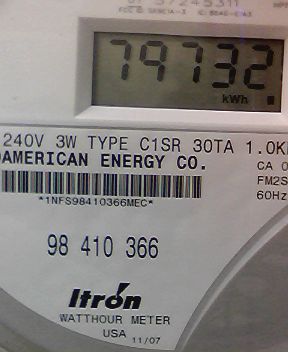 79732
kWh
240V 3W TYPE C1SR 30TA 1.0K
AMERICAN ENERGY CO.
CA 0
*1NFS98410366MEC*
FM2S
60Hz
98 410 366
Itron
WATTHOUR METER
USA 11/07